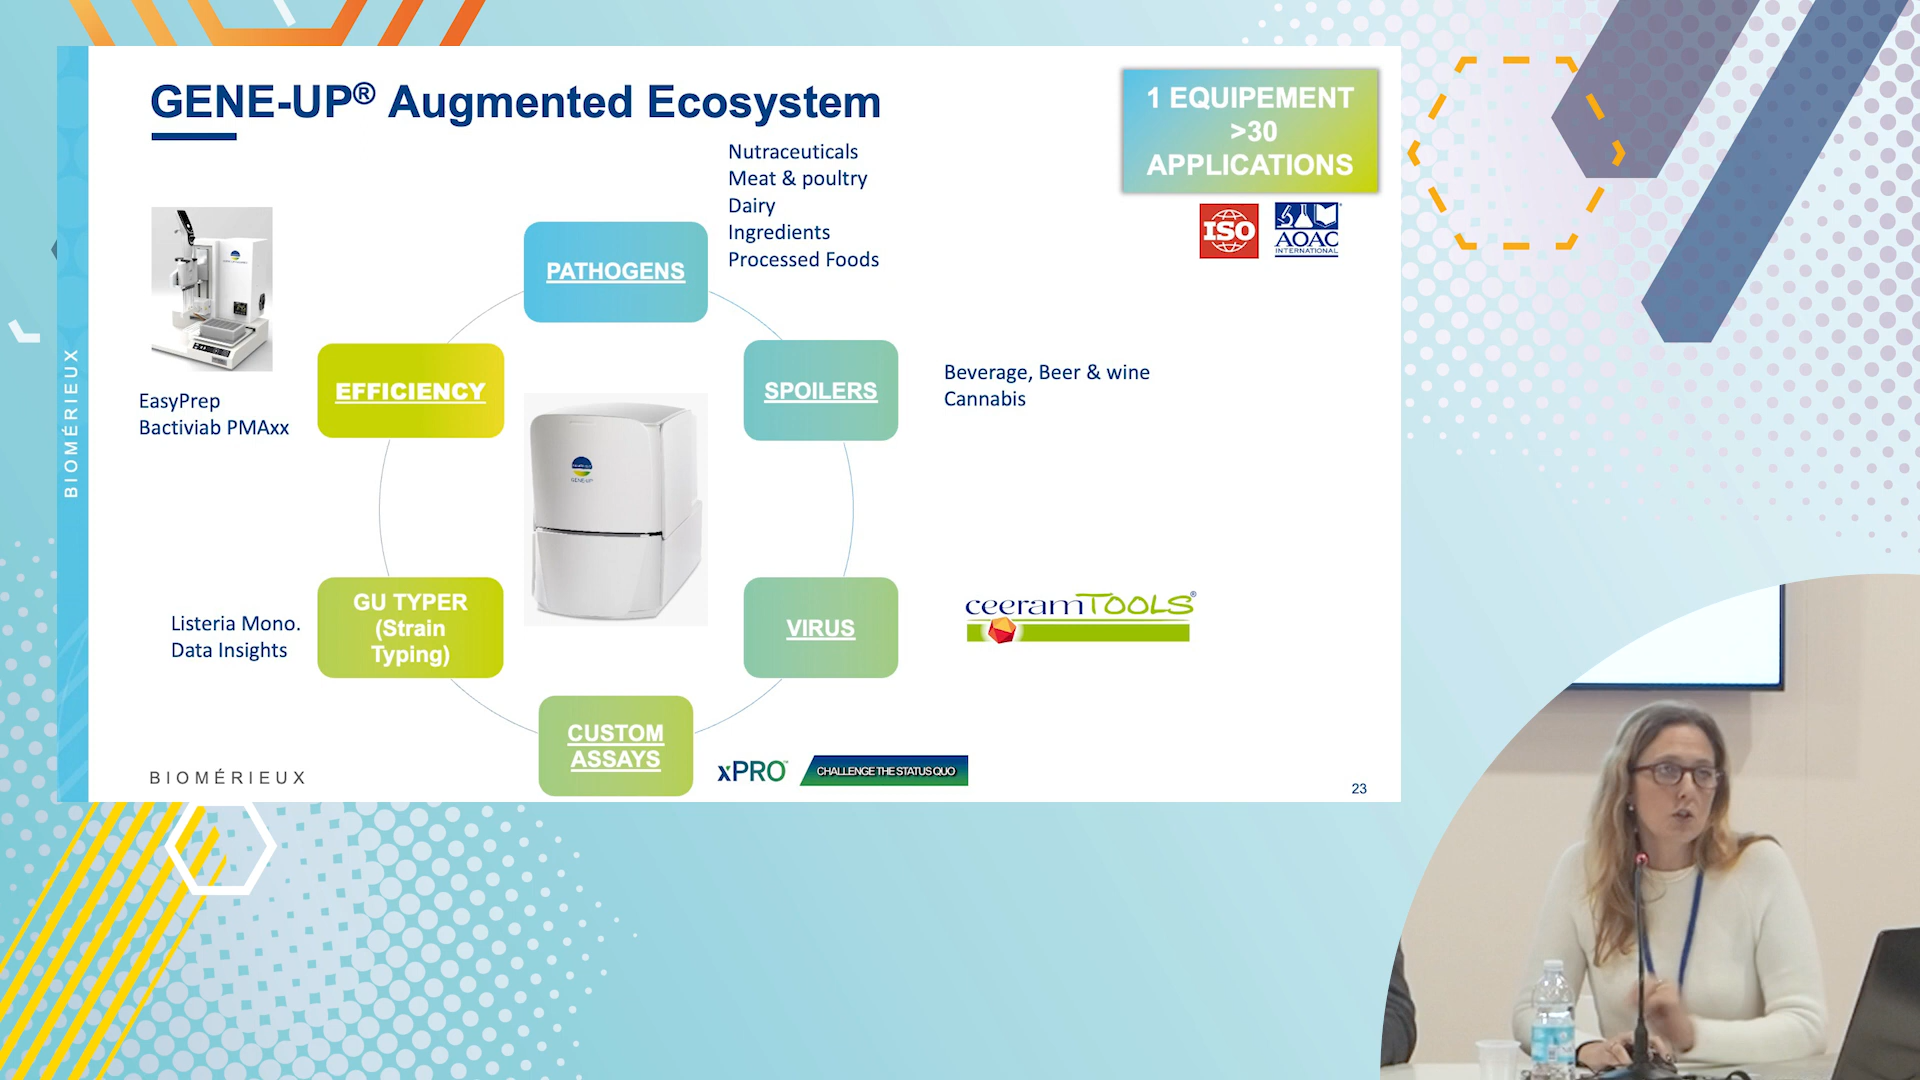 GENE-UP® Augmented Ecosystem
1 EQUIPEMENT
>30
APPLICATIONS
ISO
AOAC
INTERNATIONAL
Nutraceuticals
Meat & poultry
Dairy
Ingredients
Processed Foods
PATHOGENS
EFFICIENCY
EasyPrep
Bactiviab PMAxx
SPOILERS
Beverage, Beer & wine
Cannabis
GENE-UP
GU TYPER
(Strain
Typing)
Listeria Mono.
Data Insights
VIRUS
ceeramTOOLS®
CUSTOM
ASSAYS
xPRO™
CHALLENGE THE STATUS QUO
BIOMÉRIEUX
BIOMÉRIEUX
23